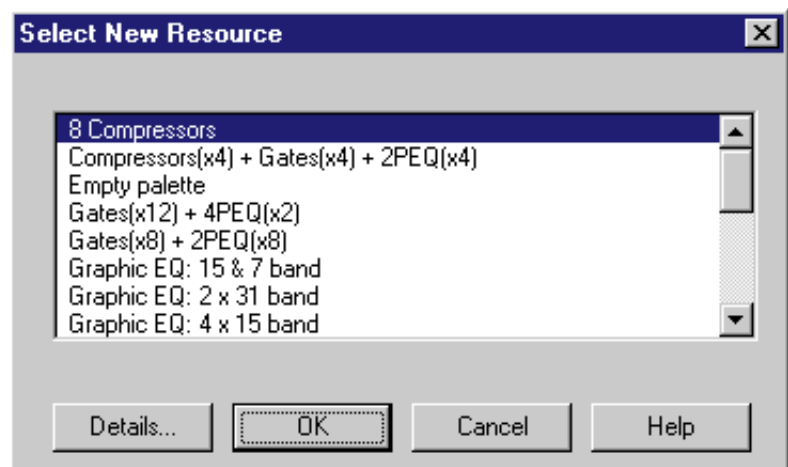 Select New Resource
8 Compressors
Compressors(x4) + Gates(x4) + 2PEQ(x4)
Empty palette
Gates(x12) + 4PEQ(x2)
Gates(x8) + 2PEQ(x8)
Graphic EQ: 15 & 7 band
Graphic EQ: 2 x 31 band
Graphic EQ: 4 x 15 band
Details... OK Cancel Help